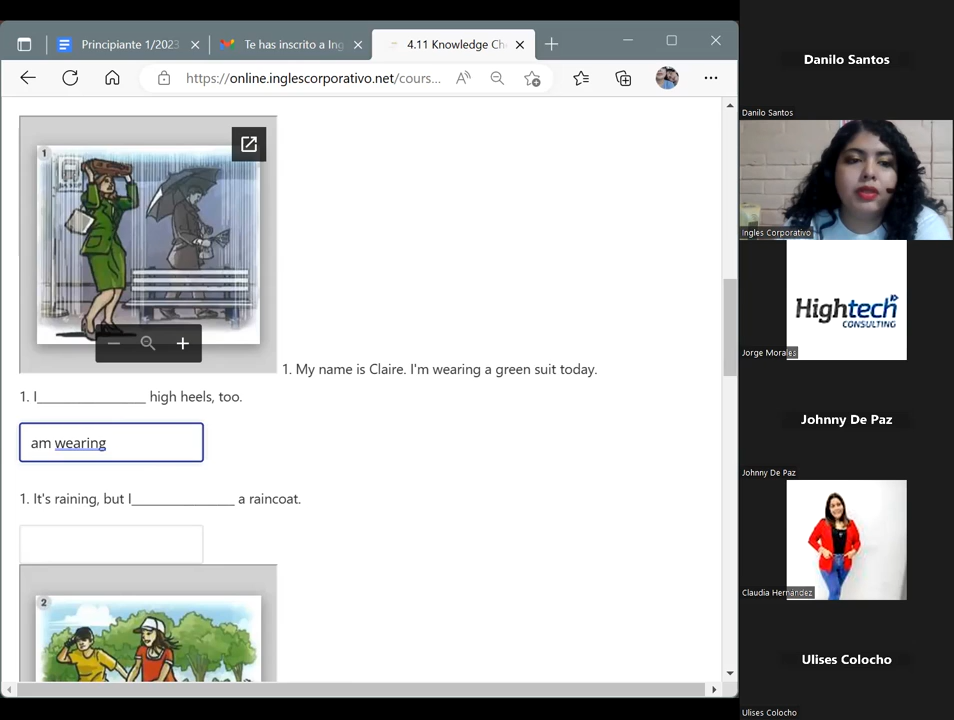 Principiante 1/2023
Te has inscrito a Ing
4.11 Knowledge Ch
https://online.inglescorporativo.net/cours...
1
1. My name is Claire. I'm wearing a green suit today.
1. I________________ high heels, too.
am wearing
1. It's raining, but I_______________ a raincoat.
2
Danilo Santos
Danilo Santos
Ingles Corporativo
Hightech
CONSULTING
Jorge Morales
Johnny De Paz
Johnny De Paz
Claudia Hernandez
Ulises Colocho
Ulises Colocho